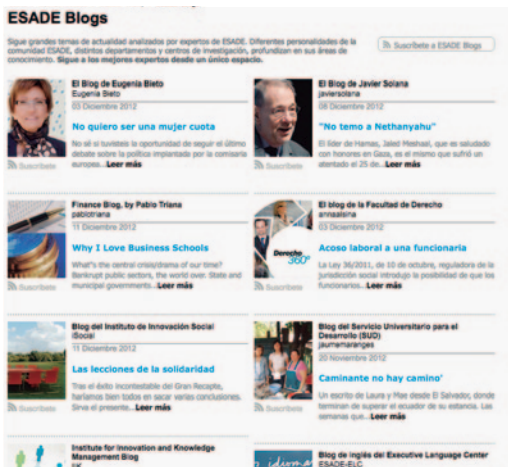 ESADE Blogs
Sigue grandes temas de actualidad analizados por expertos de ESADE. Diferentes personalidades de la
comunidad ESADE, distintos departamentos y centros de investigación, profundizan en sus áreas de
conocimiento. Sigue a los mejores expertos desde un único espacio.
Suscríbete a ESADE Blogs
El Blog de Eugenia Bieto
Eugenia Bieto
03 Diciembre 2012
No quiero ser una mujer cuota
No sé si tuvisteis la oportunidad de seguir el último
debate sobre la política implantada por la comisaria
europea...Leer más
Suscríbete
El Blog de Javier Solana
javiersolana
08 Diciembre 2012
"No temo a Nethanyahu"
El líder de Hamas, Jaled Meshaal, que es saludado
con honores en Gaza, es el mismo que sufrió un
atentado el 25 de...Leer más
Suscríbete
Finance Blog, by Pablo Triana
pablotriana
11 Diciembre 2012
Why I Love Business Schools
What's the central crisis/drama of our time?
Bankrupt public sectors, the world over. State and
municipal governments...Leer más
Suscríbete
El blog de la Facultad de Derecho
annaalsina
03 Diciembre 2012
Acoso laboral a una funcionaria
La Ley 36/2011, de 10 de octubre, reguladora de la
jurisdicción social introdujo la posibilidad de que los
funcionarios...Leer más
Derecho
360º
Suscríbete
Blog del Instituto de Innovación Social
iSocial
11 Diciembre 2012
Las lecciones de la solidaridad
Tras el éxito incontestable del Gran Recapte,
haríamos bien todos en sacar varias conclusiones.
Sirva el presente...Leer más
Suscríbete
Blog del Servicio Universitario para el
Desarrollo (SUD)
jaumemaranges
20 Noviembre 2012
Caminante no hay camino'
Un escrito de Laura y Mae desde El Salvador, donde
terminan de superar el ecuador de su estancia. Las
semanas que...Leer más
Suscríbete
Institute for Innovation and Knowledge
Management Blog
IIK
idioma
Blog de inglés del Executive Language Center
ESADE-ELC